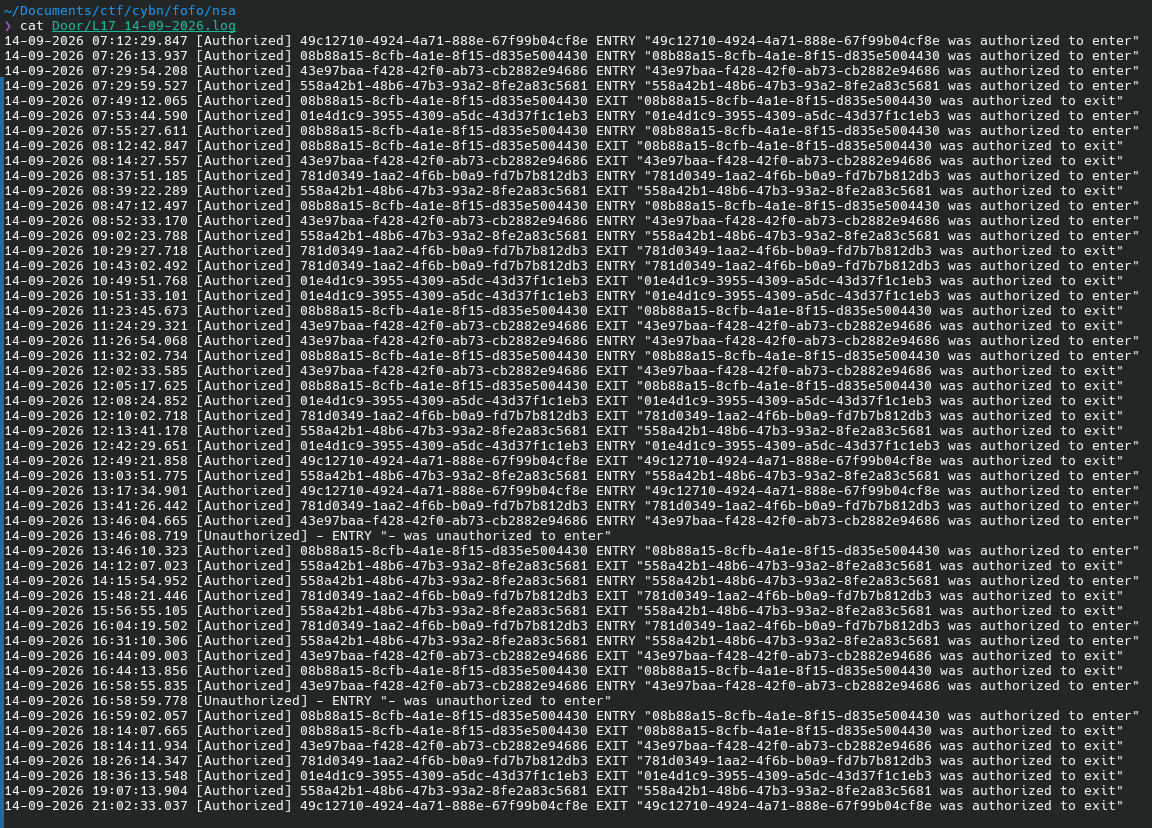 ~/Documents/ctf/cybn/fofo/nsa
❯ cat Door/L17_14-09-2026.log
14-09-2026 07:12:29.847 [Authorized] 49c12710-4924-4a71-888e-67f99b04cf8e ENTRY "49c12710-4924-4a71-888e-67f99b04cf8e was authorized to enter"
14-09-2026 07:26:13.937 [Authorized] 08b88a15-8cfb-4a1e-8f15-d835e5004430 ENTRY "08b88a15-8cfb-4a1e-8f15-d835e5004430 was authorized to enter"
14-09-2026 07:29:54.208 [Authorized] 43e97baa-f428-42f0-ab73-cb2882e94686 ENTRY "43e97baa-f428-42f0-ab73-cb2882e94686 was authorized to enter"
14-09-2026 07:29:59.527 [Authorized] 558a42b1-48b6-47b3-93a2-8fe2a83c5681 ENTRY "558a42b1-48b6-47b3-93a2-8fe2a83c5681 was authorized to enter"
14-09-2026 07:49:12.065 [Authorized] 08b88a15-8cfb-4a1e-8f15-d835e5004430 EXIT "08b88a15-8cfb-4a1e-8f15-d835e5004430 was authorized to exit"
14-09-2026 07:53:44.590 [Authorized] 01e4d1c9-3955-4309-a5dc-43d37f1c1eb3 ENTRY "01e4d1c9-3955-4309-a5dc-43d37f1c1eb3 was authorized to enter"
14-09-2026 07:55:27.611 [Authorized] 08b88a15-8cfb-4a1e-8f15-d835e5004430 ENTRY "08b88a15-8cfb-4a1e-8f15-d835e5004430 was authorized to enter"
14-09-2026 08:12:42.847 [Authorized] 08b88a15-8cfb-4a1e-8f15-d835e5004430 EXIT "08b88a15-8cfb-4a1e-8f15-d835e5004430 was authorized to exit"
14-09-2026 08:14:27.557 [Authorized] 43e97baa-f428-42f0-ab73-cb2882e94686 EXIT "43e97baa-f428-42f0-ab73-cb2882e94686 was authorized to exit"
14-09-2026 08:37:51.185 [Authorized] 781d0349-1aa2-4f6b-b0a9-fd7b7b812db3 ENTRY "781d0349-1aa2-4f6b-b0a9-fd7b7b812db3 was authorized to enter"
14-09-2026 08:39:22.289 [Authorized] 558a42b1-48b6-47b3-93a2-8fe2a83c5681 EXIT "558a42b1-48b6-47b3-93a2-8fe2a83c5681 was authorized to exit"
14-09-2026 08:47:12.497 [Authorized] 08b88a15-8cfb-4a1e-8f15-d835e5004430 ENTRY "08b88a15-8cfb-4a1e-8f15-d835e5004430 was authorized to enter"
14-09-2026 08:52:33.170 [Authorized] 43e97baa-f428-42f0-ab73-cb2882e94686 ENTRY "43e97baa-f428-42f0-ab73-cb2882e94686 was authorized to enter"
14-09-2026 09:02:23.788 [Authorized] 558a42b1-48b6-47b3-93a2-8fe2a83c5681 ENTRY "558a42b1-48b6-47b3-93a2-8fe2a83c5681 was authorized to enter"
14-09-2026 10:29:27.718 [Authorized] 781d0349-1aa2-4f6b-b0a9-fd7b7b812db3 EXIT "781d0349-1aa2-4f6b-b0a9-fd7b7b812db3 was authorized to exit"
14-09-2026 10:43:02.492 [Authorized] 781d0349-1aa2-4f6b-b0a9-fd7b7b812db3 ENTRY "781d0349-1aa2-4f6b-b0a9-fd7b7b812db3 was authorized to enter"
14-09-2026 10:49:51.768 [Authorized] 01e4d1c9-3955-4309-a5dc-43d37f1c1eb3 EXIT "01e4d1c9-3955-4309-a5dc-43d37f1c1eb3 was authorized to exit"
14-09-2026 10:51:33.101 [Authorized] 01e4d1c9-3955-4309-a5dc-43d37f1c1eb3 ENTRY "01e4d1c9-3955-4309-a5dc-43d37f1c1eb3 was authorized to enter"
14-09-2026 11:23:45.673 [Authorized] 08b88a15-8cfb-4a1e-8f15-d835e5004430 EXIT "08b88a15-8cfb-4a1e-8f15-d835e5004430 was authorized to exit"
14-09-2026 11:24:29.321 [Authorized] 43e97baa-f428-42f0-ab73-cb2882e94686 EXIT "43e97baa-f428-42f0-ab73-cb2882e94686 was authorized to exit"
14-09-2026 11:26:54.068 [Authorized] 43e97baa-f428-42f0-ab73-cb2882e94686 ENTRY "43e97baa-f428-42f0-ab73-cb2882e94686 was authorized to enter"
14-09-2026 11:32:02.734 [Authorized] 08b88a15-8cfb-4a1e-8f15-d835e5004430 ENTRY "08b88a15-8cfb-4a1e-8f15-d835e5004430 was authorized to enter"
14-09-2026 12:02:33.585 [Authorized] 43e97baa-f428-42f0-ab73-cb2882e94686 EXIT "43e97baa-f428-42f0-ab73-cb2882e94686 was authorized to exit"
14-09-2026 12:05:17.625 [Authorized] 08b88a15-8cfb-4a1e-8f15-d835e5004430 EXIT "08b88a15-8cfb-4a1e-8f15-d835e5004430 was authorized to exit"
14-09-2026 12:08:24.852 [Authorized] 01e4d1c9-3955-4309-a5dc-43d37f1c1eb3 EXIT "01e4d1c9-3955-4309-a5dc-43d37f1c1eb3 was authorized to exit"
14-09-2026 12:10:02.718 [Authorized] 781d0349-1aa2-4f6b-b0a9-fd7b7b812db3 EXIT "781d0349-1aa2-4f6b-b0a9-fd7b7b812db3 was authorized to exit"
14-09-2026 12:13:41.178 [Authorized] 558a42b1-48b6-47b3-93a2-8fe2a83c5681 EXIT "558a42b1-48b6-47b3-93a2-8fe2a83c5681 was authorized to exit"
14-09-2026 12:42:29.651 [Authorized] 01e4d1c9-3955-4309-a5dc-43d37f1c1eb3 ENTRY "01e4d1c9-3955-4309-a5dc-43d37f1c1eb3 was authorized to enter"
14-09-2026 12:49:21.858 [Authorized] 49c12710-4924-4a71-888e-67f99b04cf8e EXIT "49c12710-4924-4a71-888e-67f99b04cf8e was authorized to exit"
14-09-2026 13:03:51.775 [Authorized] 558a42b1-48b6-47b3-93a2-8fe2a83c5681 ENTRY "558a42b1-48b6-47b3-93a2-8fe2a83c5681 was authorized to enter"
14-09-2026 13:17:34.901 [Authorized] 49c12710-4924-4a71-888e-67f99b04cf8e ENTRY "49c12710-4924-4a71-888e-67f99b04cf8e was authorized to enter"
14-09-2026 13:41:26.442 [Authorized] 781d0349-1aa2-4f6b-b0a9-fd7b7b812db3 ENTRY "781d0349-1aa2-4f6b-b0a9-fd7b7b812db3 was authorized to enter"
14-09-2026 13:46:04.665 [Authorized] 43e97baa-f428-42f0-ab73-cb2882e94686 ENTRY "43e97baa-f428-42f0-ab73-cb2882e94686 was authorized to enter"
14-09-2026 13:46:08.719 [Unauthorized] - ENTRY "- was unauthorized to enter"
14-09-2026 13:46:10.323 [Authorized] 08b88a15-8cfb-4a1e-8f15-d835e5004430 ENTRY "08b88a15-8cfb-4a1e-8f15-d835e5004430 was authorized to enter"
14-09-2026 14:12:07.023 [Authorized] 558a42b1-48b6-47b3-93a2-8fe2a83c5681 EXIT "558a42b1-48b6-47b3-93a2-8fe2a83c5681 was authorized to exit"
14-09-2026 14:15:54.952 [Authorized] 558a42b1-48b6-47b3-93a2-8fe2a83c5681 ENTRY "558a42b1-48b6-47b3-93a2-8fe2a83c5681 was authorized to enter"
14-09-2026 15:48:21.446 [Authorized] 781d0349-1aa2-4f6b-b0a9-fd7b7b812db3 EXIT "781d0349-1aa2-4f6b-b0a9-fd7b7b812db3 was authorized to exit"
14-09-2026 15:56:55.105 [Authorized] 558a42b1-48b6-47b3-93a2-8fe2a83c5681 EXIT "558a42b1-48b6-47b3-93a2-8fe2a83c5681 was authorized to exit"
14-09-2026 16:04:19.502 [Authorized] 781d0349-1aa2-4f6b-b0a9-fd7b7b812db3 ENTRY "781d0349-1aa2-4f6b-b0a9-fd7b7b812db3 was authorized to enter"
14-09-2026 16:31:10.306 [Authorized] 558a42b1-48b6-47b3-93a2-8fe2a83c5681 ENTRY "558a42b1-48b6-47b3-93a2-8fe2a83c5681 was authorized to enter"
14-09-2026 16:44:09.003 [Authorized] 43e97baa-f428-42f0-ab73-cb2882e94686 EXIT "43e97baa-f428-42f0-ab73-cb2882e94686 was authorized to exit"
14-09-2026 16:44:13.856 [Authorized] 08b88a15-8cfb-4a1e-8f15-d835e5004430 EXIT "08b88a15-8cfb-4a1e-8f15-d835e5004430 was authorized to exit"
14-09-2026 16:58:55.835 [Authorized] 43e97baa-f428-42f0-ab73-cb2882e94686 ENTRY "43e97baa-f428-42f0-ab73-cb2882e94686 was authorized to enter"
14-09-2026 16:58:59.778 [Unauthorized] - ENTRY "- was unauthorized to enter"
14-09-2026 16:59:02.057 [Authorized] 08b88a15-8cfb-4a1e-8f15-d835e5004430 ENTRY "08b88a15-8cfb-4a1e-8f15-d835e5004430 was authorized to enter"
14-09-2026 18:14:07.665 [Authorized] 08b88a15-8cfb-4a1e-8f15-d835e5004430 EXIT "08b88a15-8cfb-4a1e-8f15-d835e5004430 was authorized to exit"
14-09-2026 18:14:11.934 [Authorized] 43e97baa-f428-42f0-ab73-cb2882e94686 EXIT "43e97baa-f428-42f0-ab73-cb2882e94686 was authorized to exit"
14-09-2026 18:26:14.347 [Authorized] 781d0349-1aa2-4f6b-b0a9-fd7b7b812db3 EXIT "781d0349-1aa2-4f6b-b0a9-fd7b7b812db3 was authorized to exit"
14-09-2026 18:36:13.548 [Authorized] 01e4d1c9-3955-4309-a5dc-43d37f1c1eb3 EXIT "01e4d1c9-3955-4309-a5dc-43d37f1c1eb3 was authorized to exit"
14-09-2026 19:07:13.904 [Authorized] 558a42b1-48b6-47b3-93a2-8fe2a83c5681 EXIT "558a42b1-48b6-47b3-93a2-8fe2a83c5681 was authorized to exit"
14-09-2026 21:02:33.037 [Authorized] 49c12710-4924-4a71-888e-67f99b04cf8e EXIT "49c12710-4924-4a71-888e-67f99b04cf8e was authorized to exit"